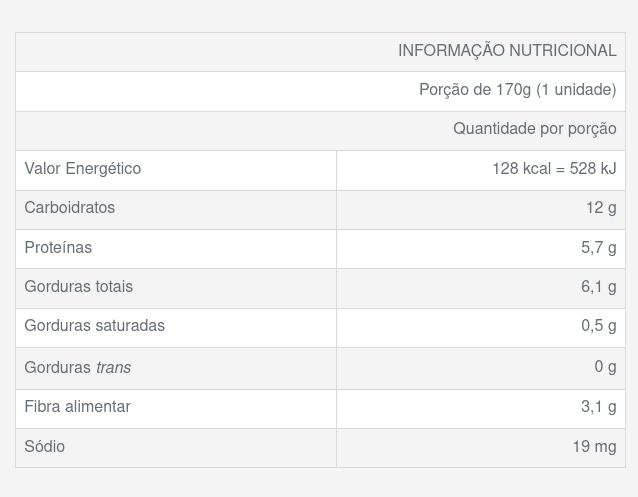 INFORMAÇÃO NUTRICIONAL
Porção de 170g (1 unidade)
Quantidade por porção
Valor Energético 128 kcal = 528 kJ
Carboidratos 12 g
Proteínas 5,7 g
Gorduras totais 6,1 g
Gorduras saturadas 0,5 g
Gorduras trans 0 g
Fibra alimentar 3,1 g
Sódio 19 mg